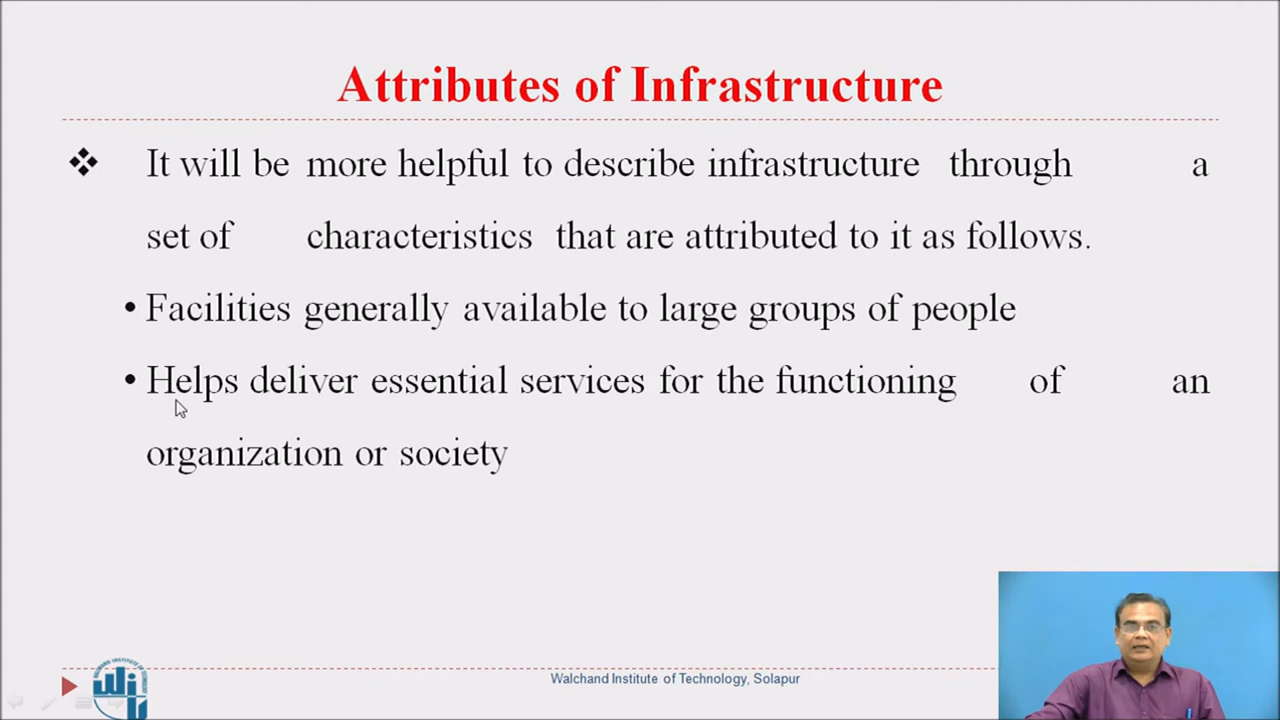 Attributes of Infrastructure
❖ It will be more helpful to describe infrastructure through a
set of characteristics that are attributed to it as follows.
• Facilities generally available to large groups of people
• Helps deliver essential services for the functioning of an
organization or society
Walchand Institute of Technology, Solapur